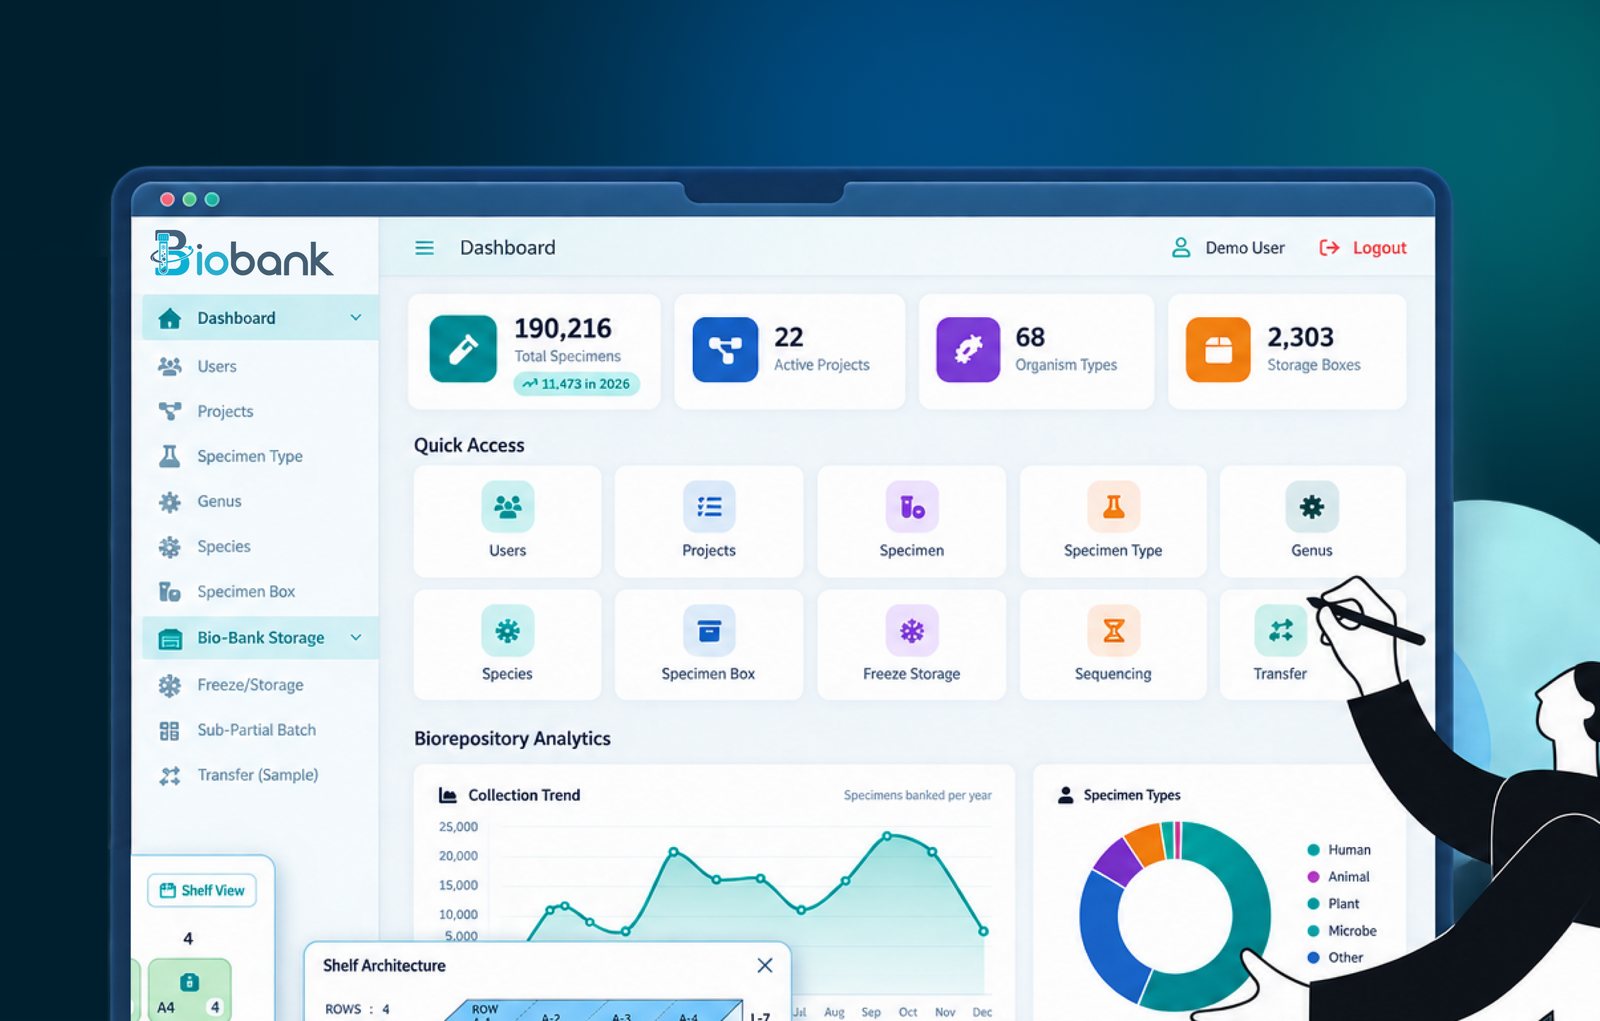 Biobank
Dashboard
Users
Projects
Specimen Type
Genus
Species
Specimen Box
Bio-Bank Storage
Freeze/Storage
Sub-Partial Batch
Transfer (Sample)
Shelf View
4
A4
4
Dashboard
Demo User
Logout
190,216
Total Specimens
11,473 in 2026
22
Active Projects
68
Organism Types
2,303
Storage Boxes
Quick Access
Users
Projects
Specimen
Specimen Type
Genus
Species
Specimen Box
Freeze Storage
Sequencing
Transfer
Biorepository Analytics
Collection Trend
Specimens banked per year
25,000
20,000
15,000
10,000
5,000
Aug
Sep
Oct
Nov
Dec
Specimen Types
Human
Animal
Plant
Microbe
Other
Shelf Architecture
ROWS : 4
ROW
A-2
A-3
A-4